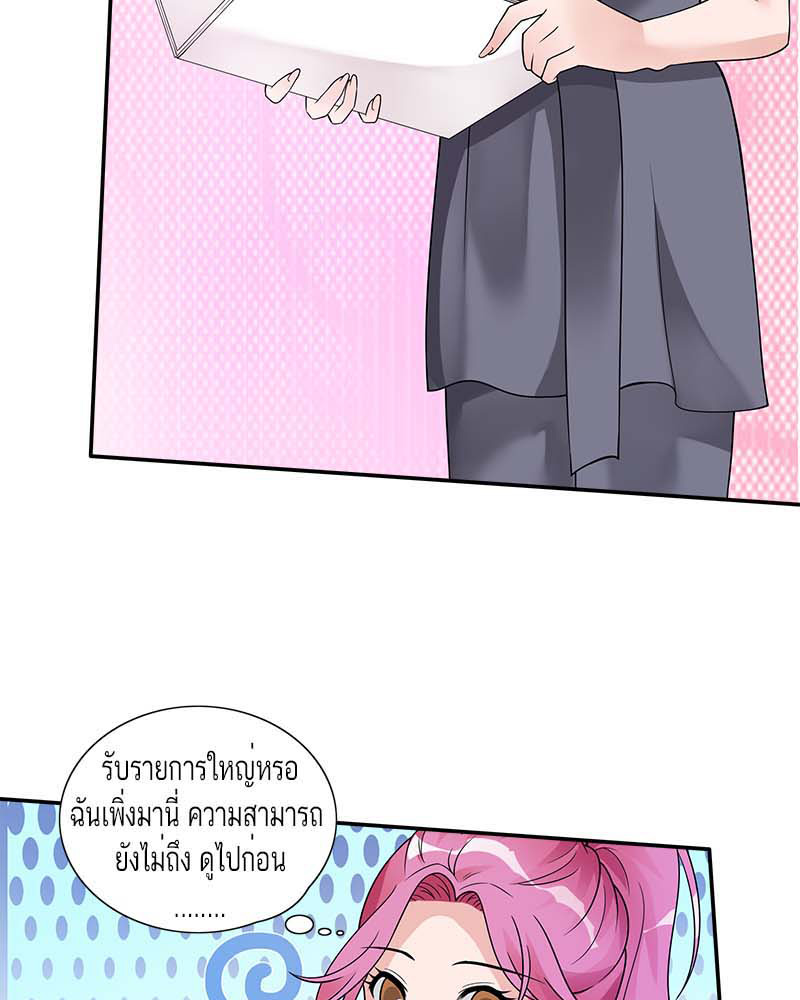 รับรายการใหญ่หรอ
ฉันเพิ่งมานี่ ความสามารถ
ยังไม่ถึง ดูไปก่อน
........